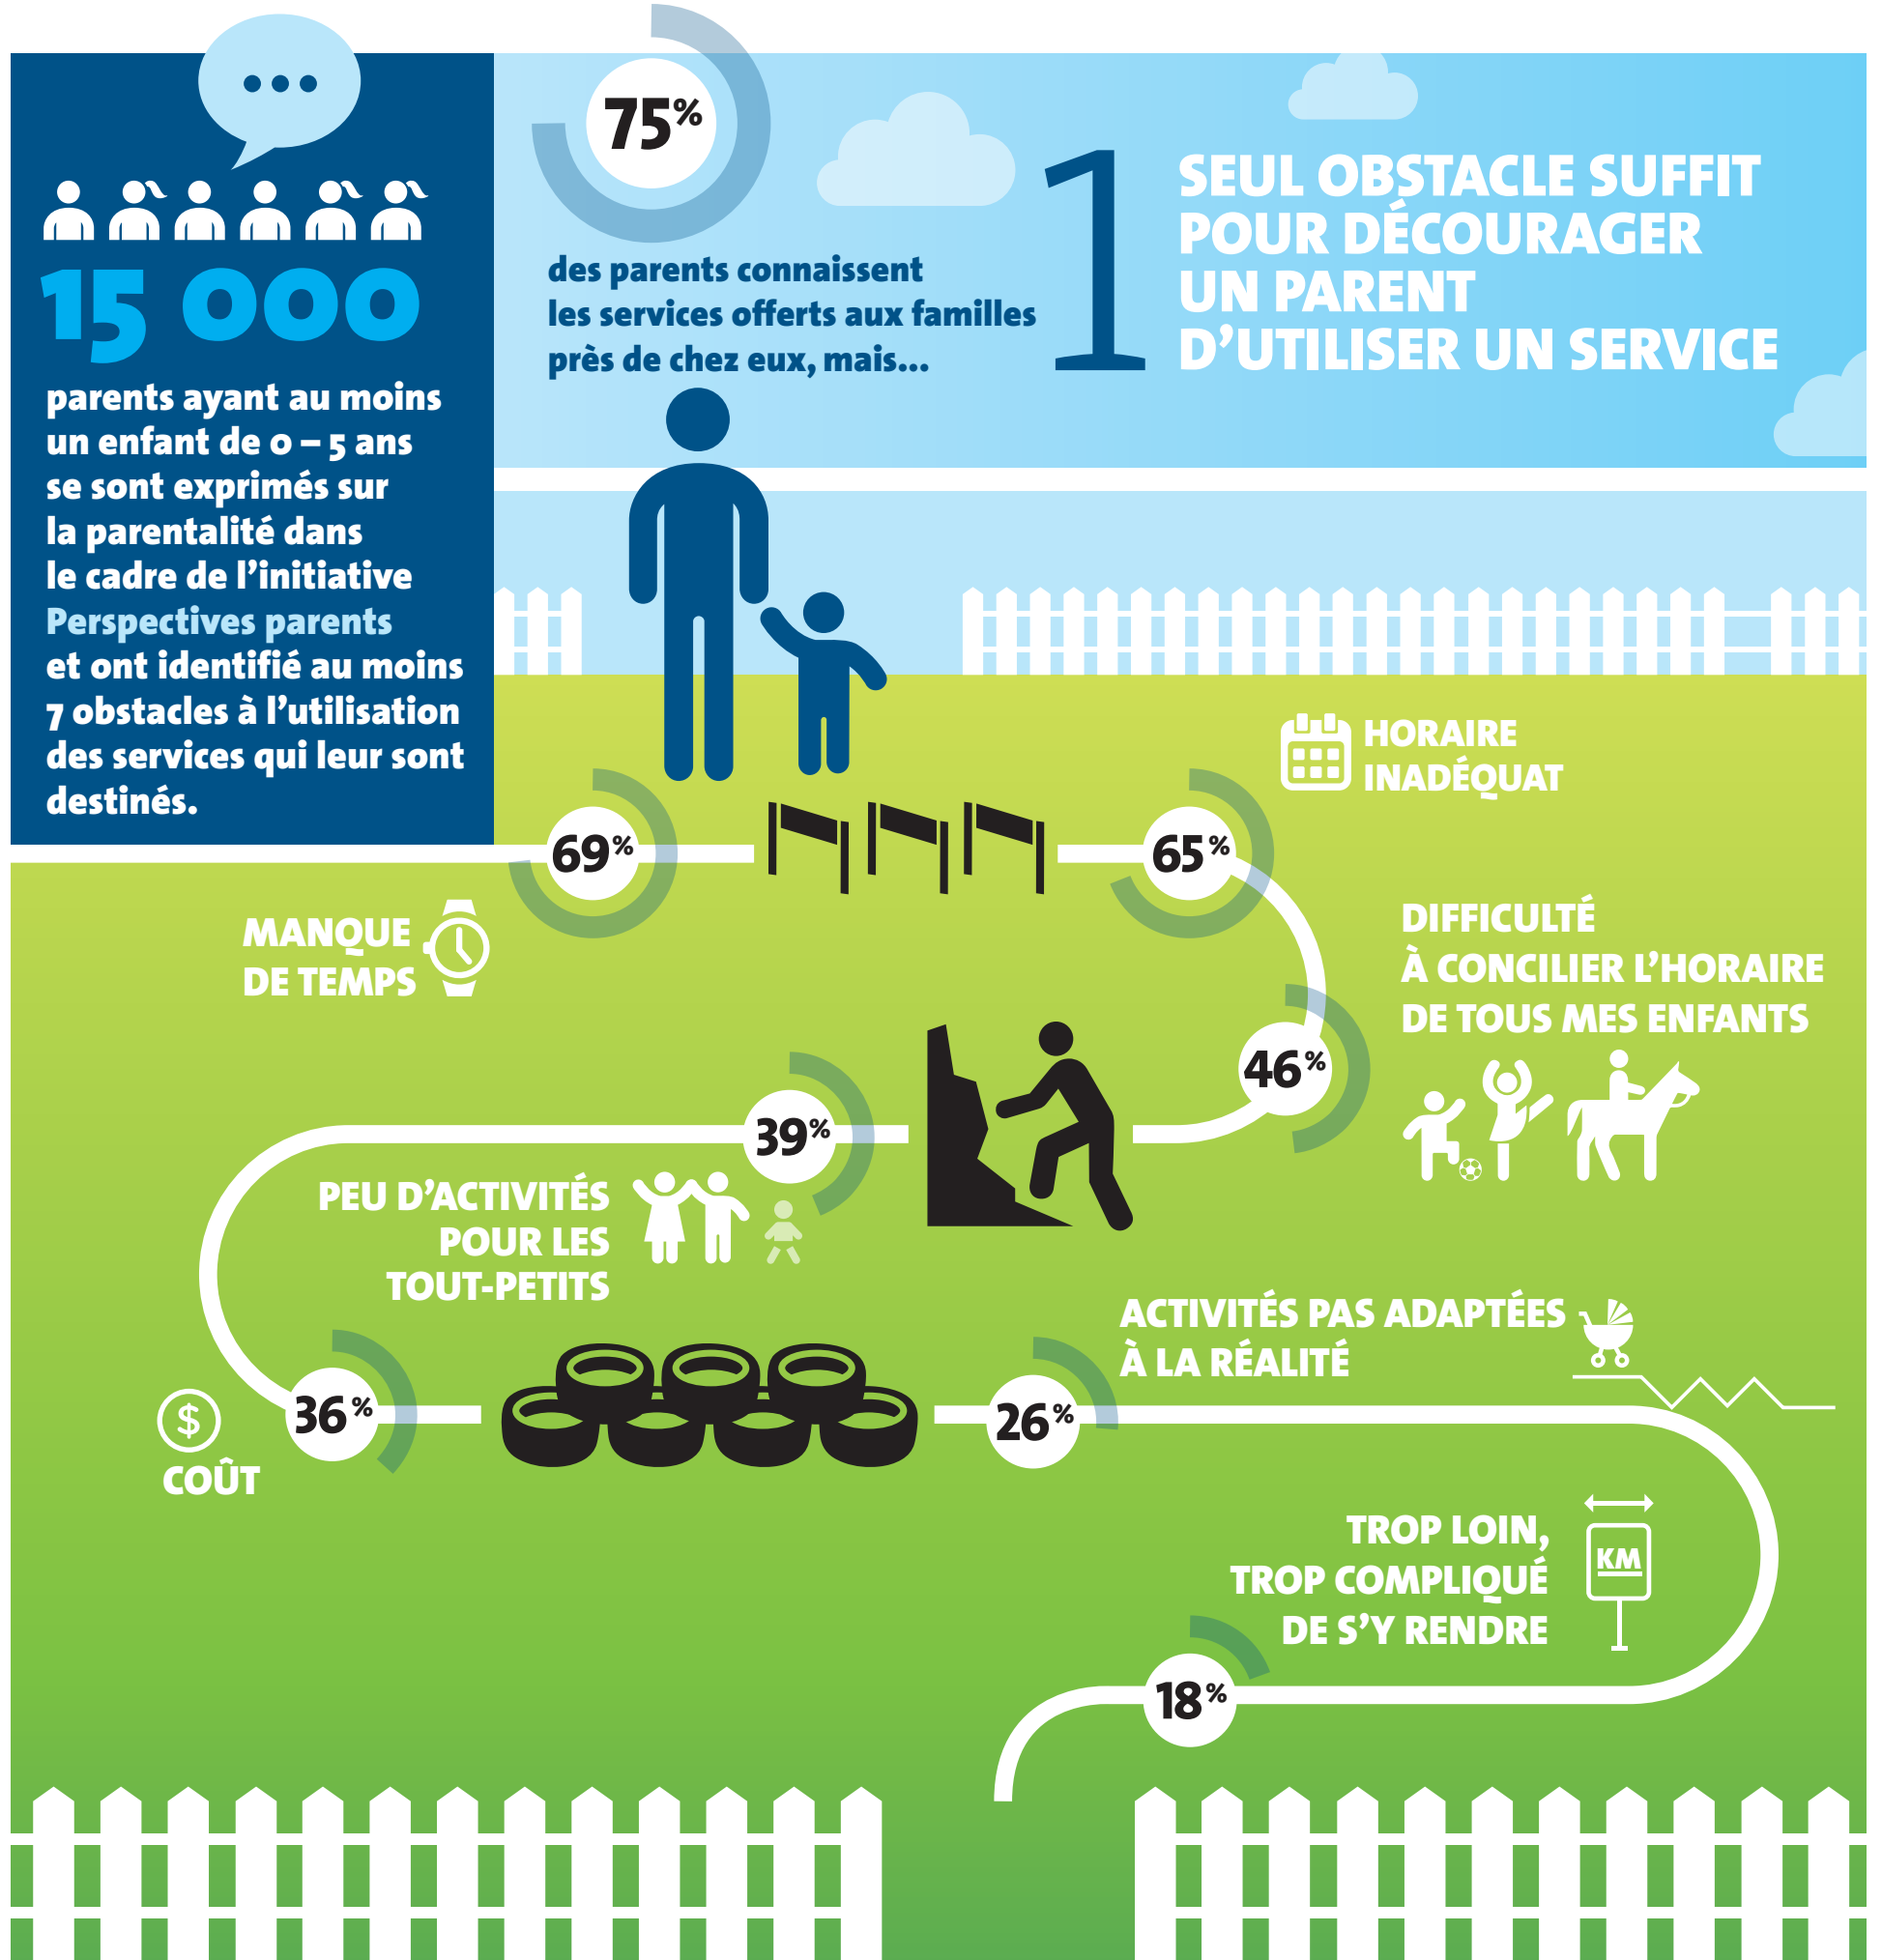 15 000
parents ayant au moins
un enfant de 0 – 5 ans
se sont exprimés sur
la parentalité dans
le cadre de l’initiative
Perspectives parents
et ont identifié au moins
7 obstacles à l’utilisation
des services qui leur sont
destinés.
75%
des parents connaissent
les services offerts aux familles
près de chez eux, mais...
1
SEUL OBSTACLE SUFFIT
POUR DÉCOURAGER
UN PARENT
D’UTILISER UN SERVICE
69%
MANQUE
DE TEMPS
65%
HORAIRE
INADÉQUAT
46%
DIFFICULTÉ
À CONCILIER L’HORAIRE
DE TOUS MES ENFANTS
39%
PEU D’ACTIVITÉS
POUR LES
TOUT-PETITS
36%
$
COÛT
26%
ACTIVITÉS PAS ADAPTÉES
À LA RÉALITÉ
18%
TROP LOIN,
TROP COMPLIQUÉ
DE S’Y RENDRE
KM